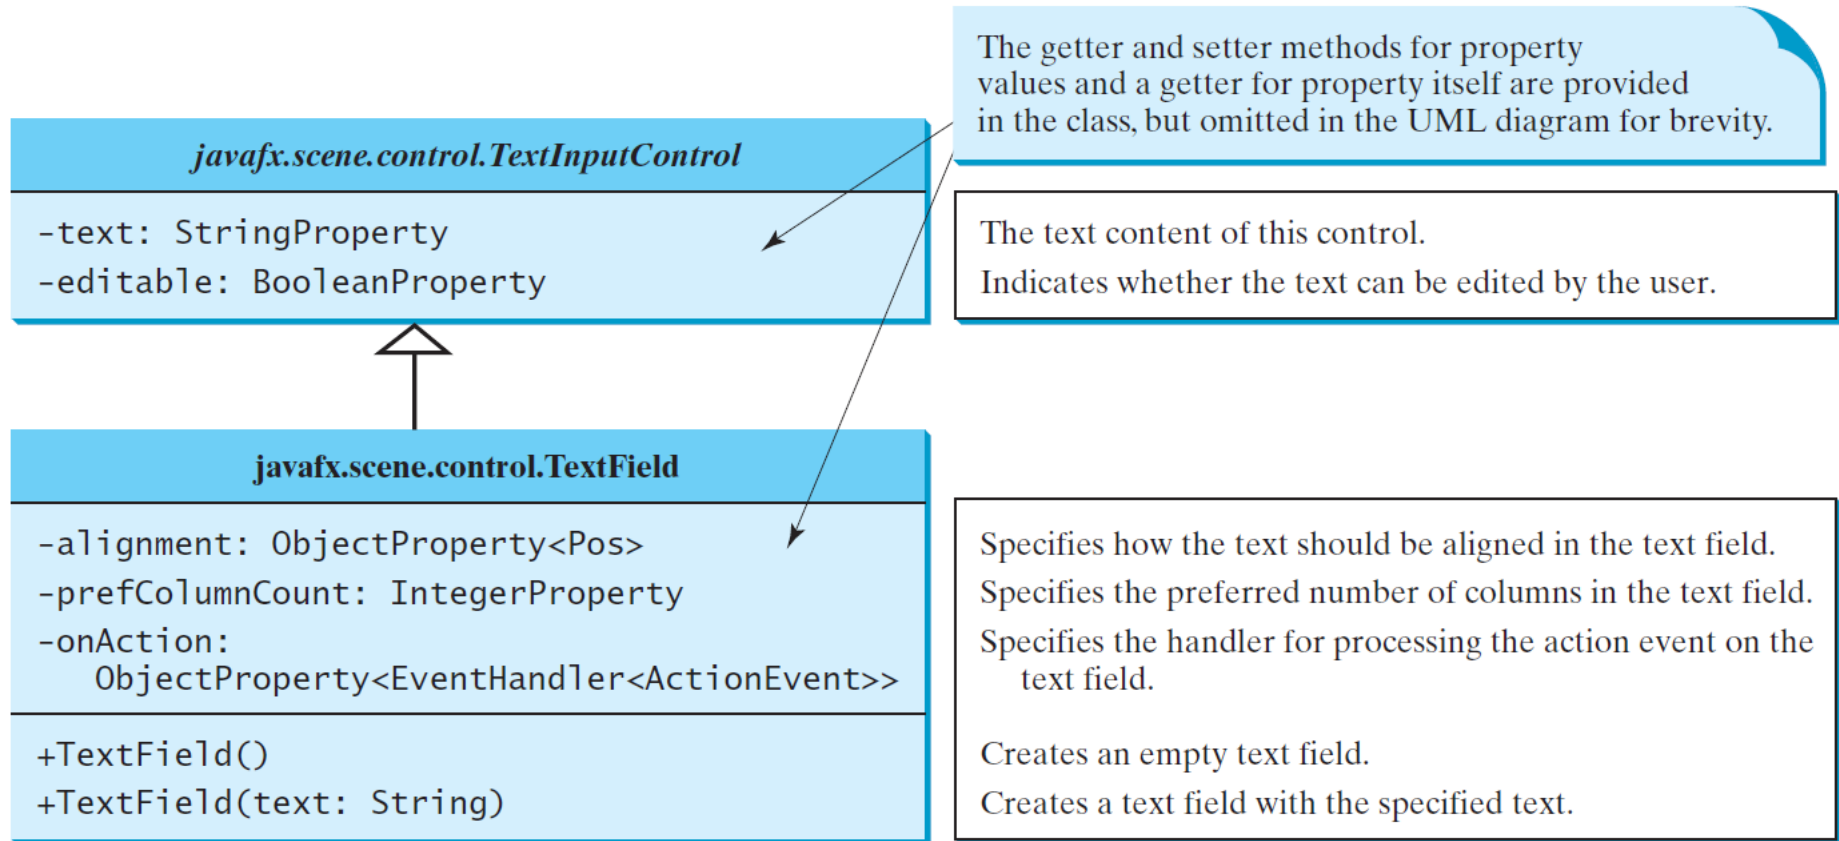 The getter and setter methods for property
values and a getter for property itself are provided
in the class, but omitted in the UML diagram for brevity.
javafx.scene.control.TextInputControl
-text: StringProperty
-editable: BooleanProperty
The text content of this control.
Indicates whether the text can be edited by the user.
javafx.scene.control.TextField
-alignment: ObjectProperty<Pos>
-prefColumnCount: IntegerProperty
-onAction:
ObjectProperty<EventHandler<ActionEvent>>
Specifies how the text should be aligned in the text field.
Specifies the preferred number of columns in the text field.
Specifies the handler for processing the action event on the
text field.
+TextField()
+TextField(text: String)
Creates an empty text field.
Creates a text field with the specified text.